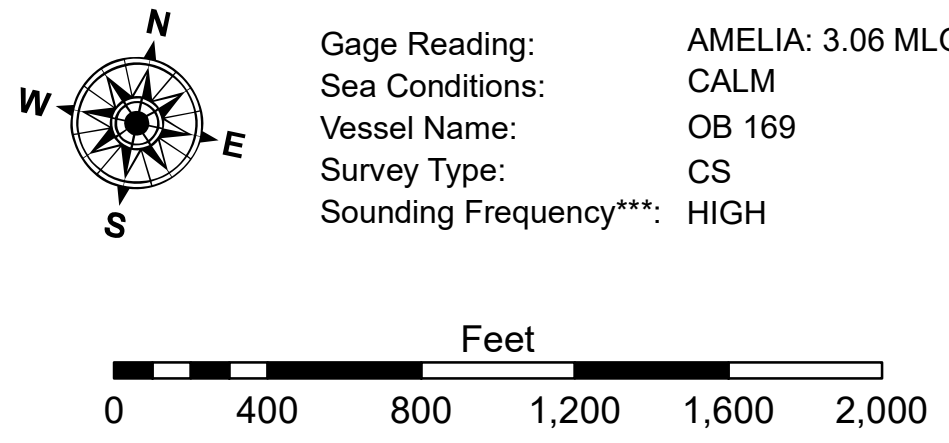 N
W
E
S
Gage Reading: AMELIA: 3.06
Sea Conditions: CALM
Vessel Name: OB 169
Survey Type: CS
Sounding Frequency***: HIGH
Feet
0 400 800 1,200 1,600 2,000